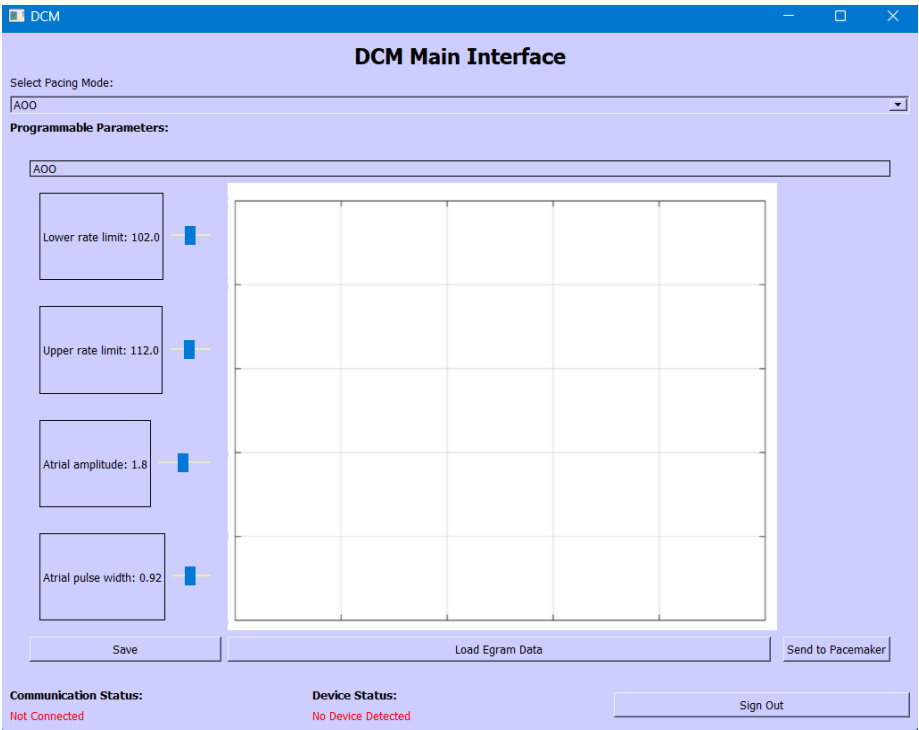 DCM
DCM Main Interface
Select Pacing Mode:
AOO
Programmable Parameters:
AOO
Lower rate limit: 102.0
Upper rate limit: 112.0
Atrial amplitude: 1.8
Atrial pulse width: 0.92
Save
Load Egram Data
Send to Pacemaker
Communication Status:
Device Status:
Sign Out
Not Connected
No Device Detected